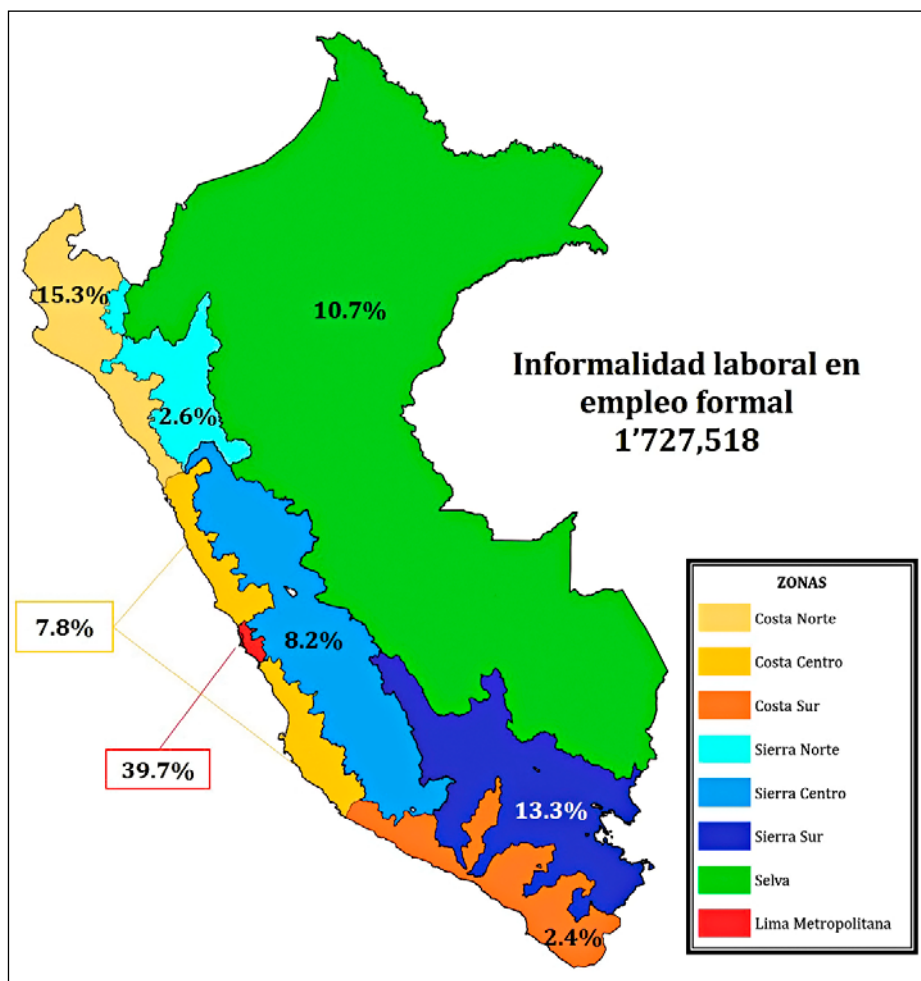 15.3%
10.7%
Informalidad laboral en
empleo formal
1’727,518
2.6%
7.8%
8.2%
39.7%
13.3%
2.4%
ZONAS
Costa Norte
Costa Centro
Costa Sur
Sierra Norte
Sierra Centro
Sierra Sur
Selva
Lima Metropolitana